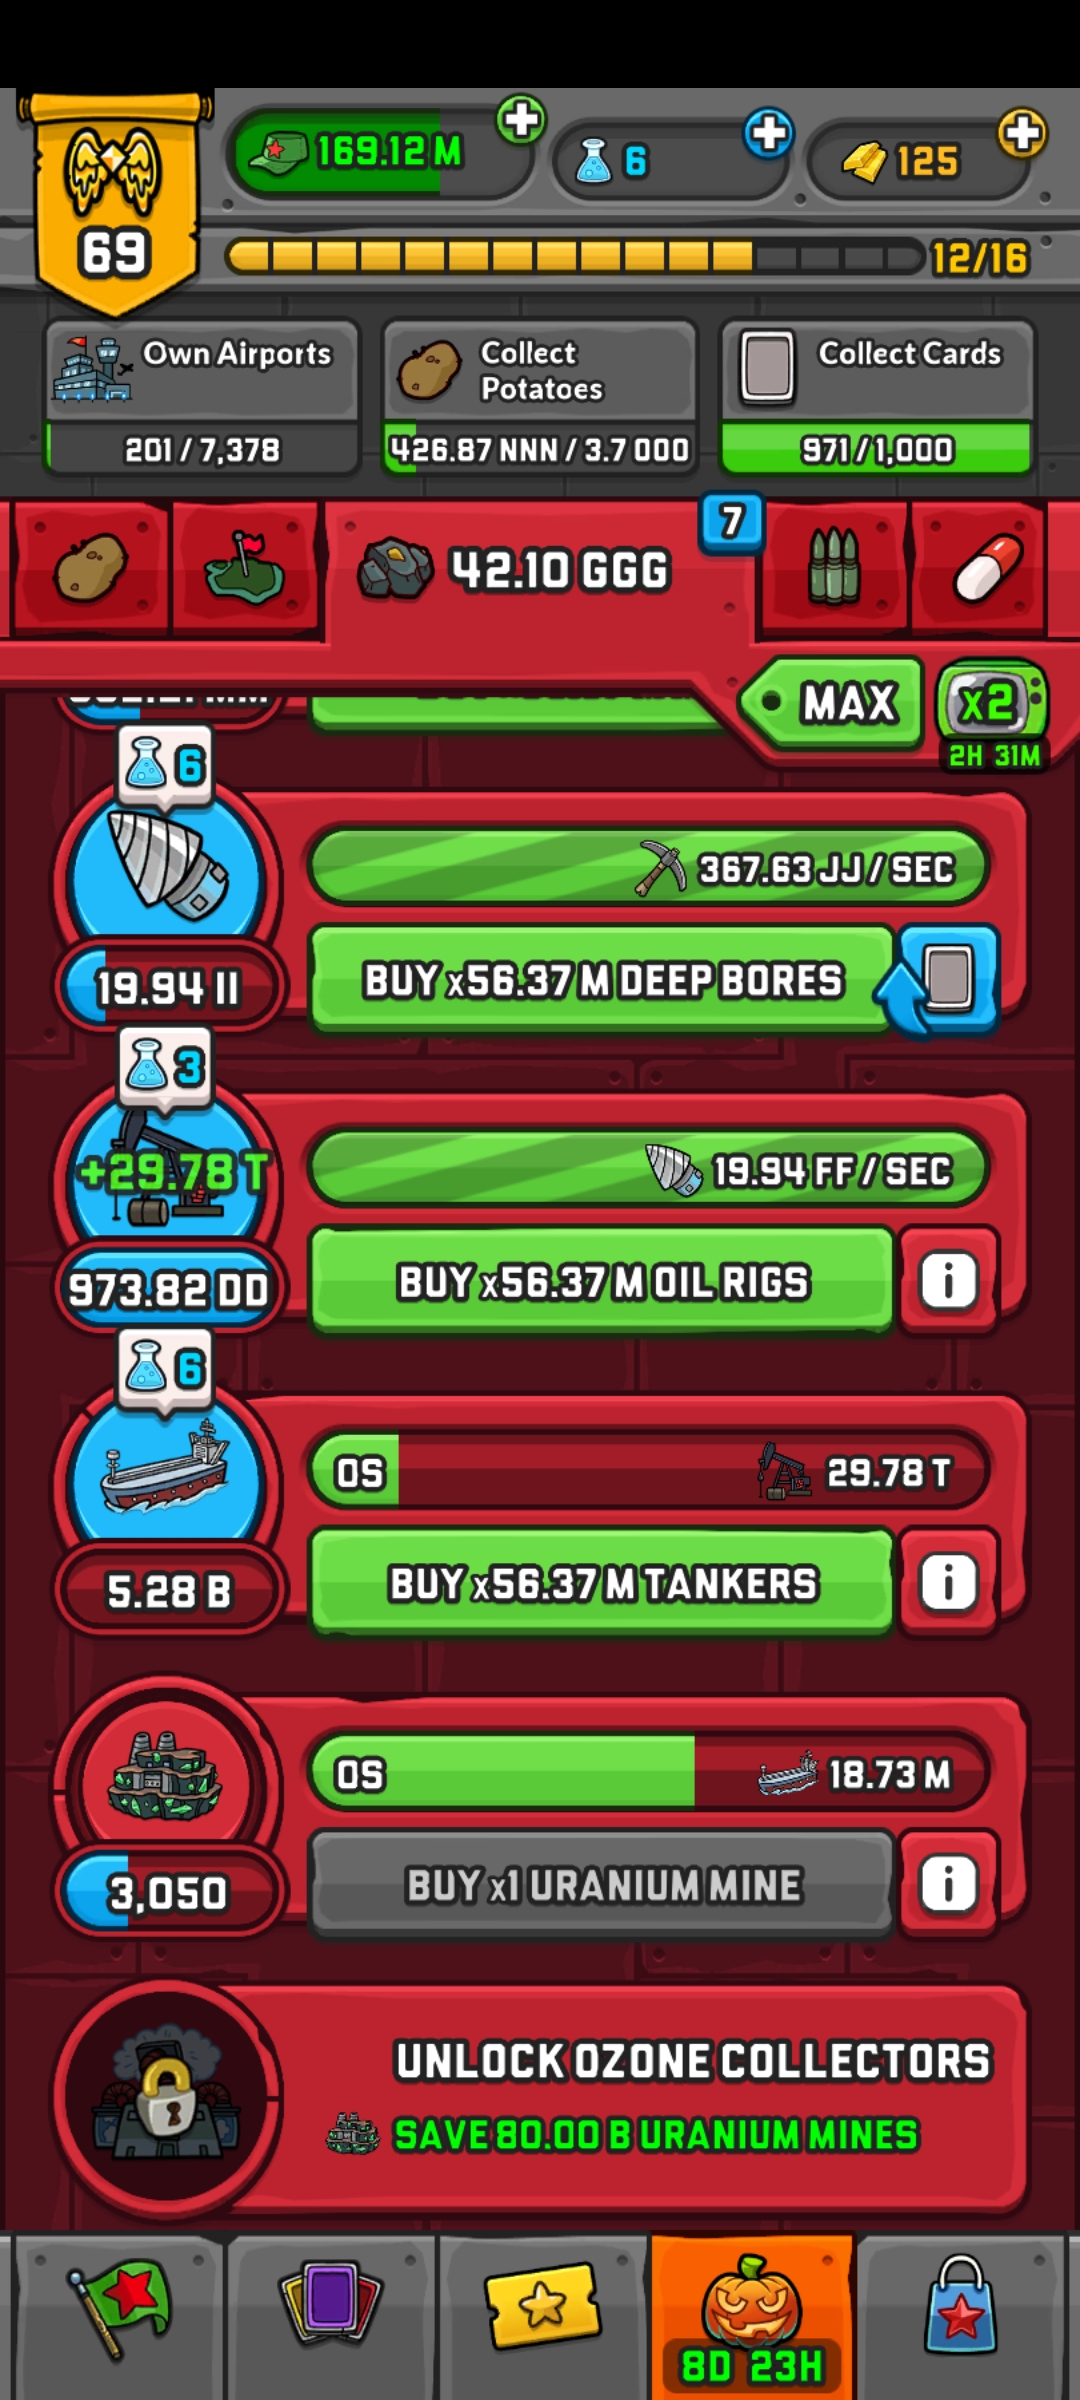 69
169.12 M
6
125
12/16
Own Airports
201 / 7,378
Collect
Potatoes
426.87 NNN / 3.7 OOO
Collect Cards
971 / 1,000
42.10 GGG
7
MAX
x2
2H 31M
6
367.63 JJ / SEC
19.94 II
BUY x56.37 M DEEP BORES
3
+29.78 T
19.94 FF / SEC
973.82 DD
BUY x56.37 M OIL RIGS
i
6
0S
29.78 T
5.28 B
BUY x56.37 M TANKERS
i
0S
18.73 M
3,050
BUY x1 URANIUM MINE
i
UNLOCK OZONE COLLECTORS
SAVE 80.00 B URANIUM MINES
8D 23H